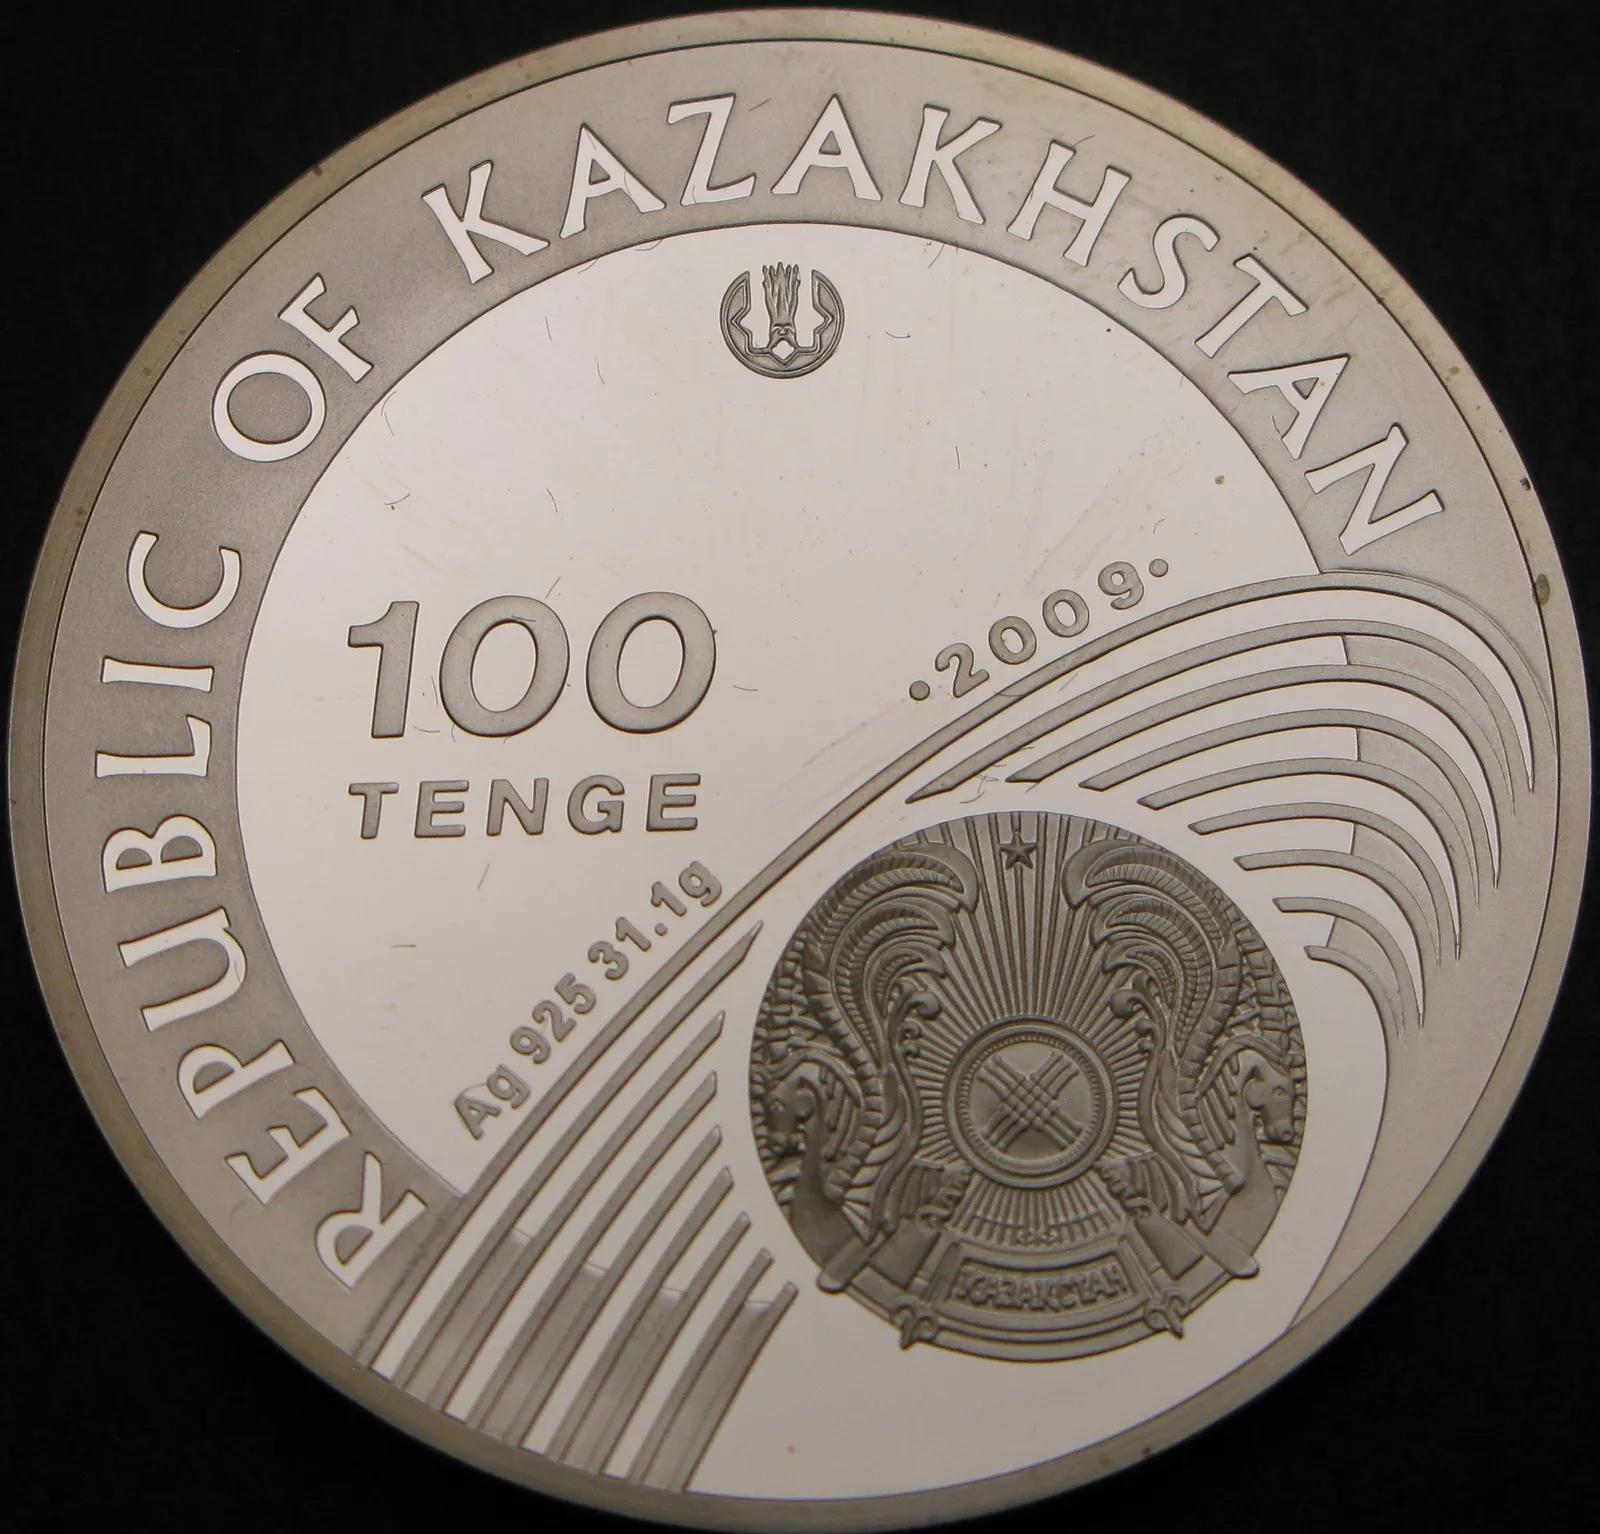 REPUBLIC OF KAZAKHSTAN
100
TENGE
•2009•
Ag 925 31.1g
ҚАЗАҚСТАН